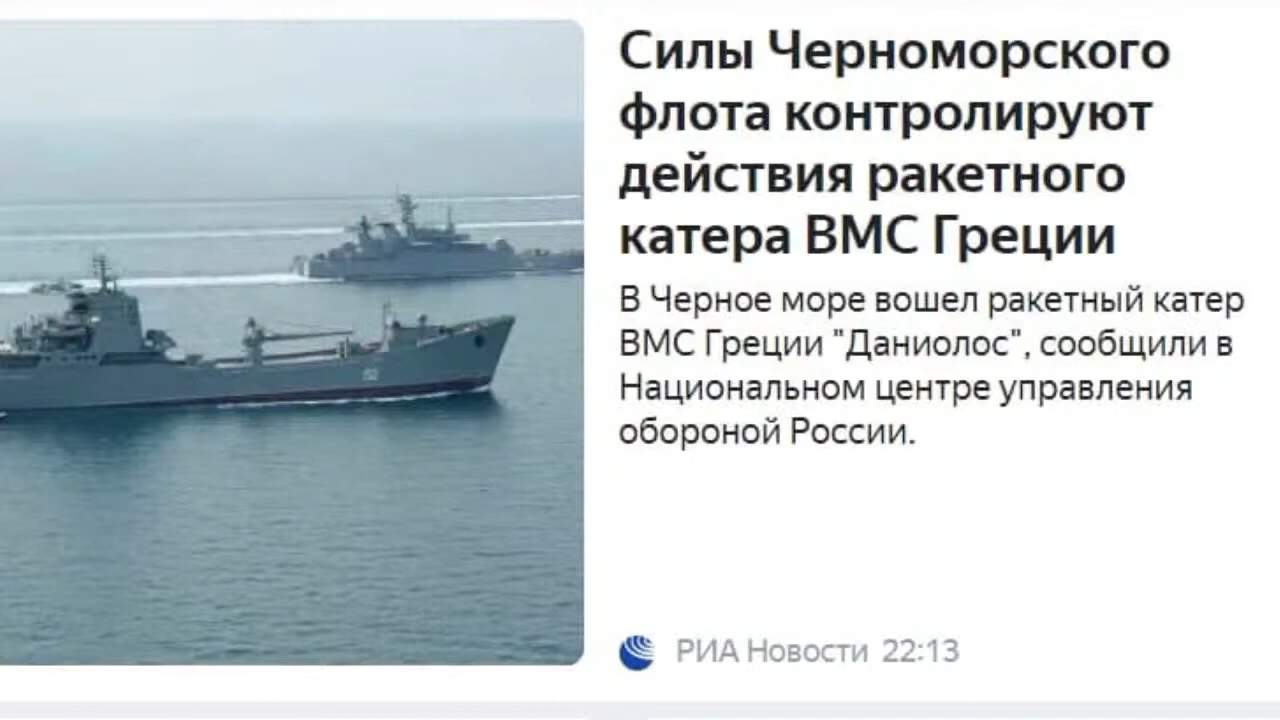 Силы Черноморского
флота контролируют
действия ракетного
катера ВМС Греции
В Черное море вошел ракетный катер
ВМС Греции "Даниолос", сообщили в
Национальном центре управления
обороной России.
РИА Новости 22:13